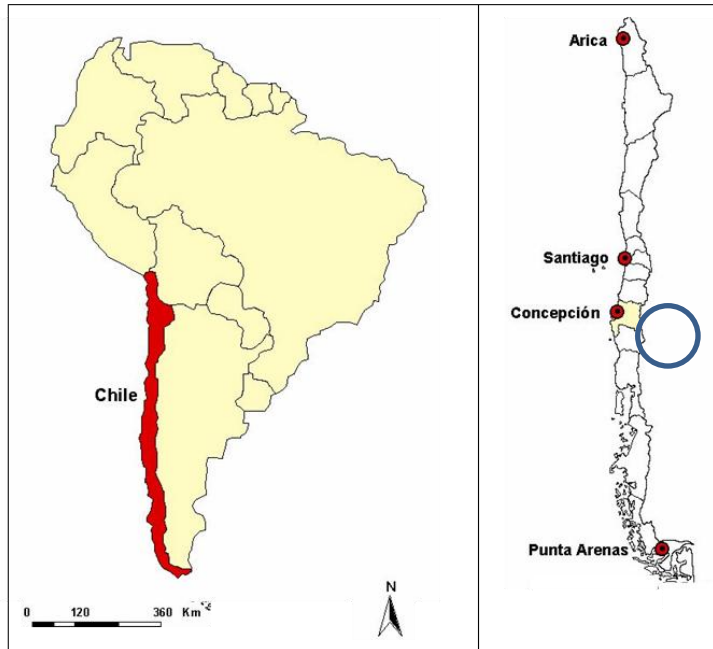 Chile
N
0 120 360 Km
Arica
Santiago
Concepción
Punta Arenas